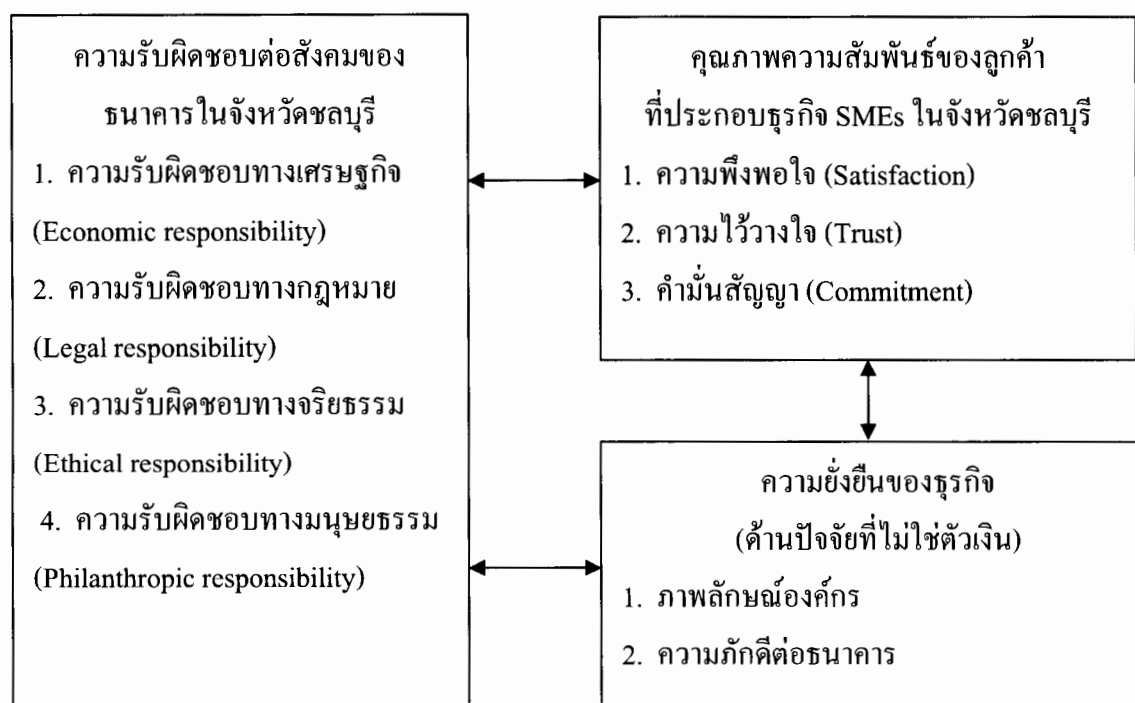 ความรับผิดชอบต่อสังคมของ
ธนาคารในจังหวัดชลบุรี
1. ความรับผิดชอบทางเศรษฐกิจ
(Economic responsibility)
2. ความรับผิดชอบทางกฎหมาย
(Legal responsibility)
3. ความรับผิดชอบทางจริยธรรม
(Ethical responsibility)
4. ความรับผิดชอบทางมนุษยธรรม
(Philanthropic responsibility)
คุณภาพความสัมพันธ์ของลูกค้า
ที่ประกอบธุรกิจ SMEs ในจังหวัดชลบุรี
1. ความพึงพอใจ (Satisfaction)
2. ความไว้วางใจ (Trust)
3. คำมั่นสัญญา (Commitment)
ความยั่งยืนของธุรกิจ
(ด้านปัจจัยที่ไม่ใช่ตัวเงิน)
1. ภาพลักษณ์องค์กร
2. ความภักดีต่อธนาคาร